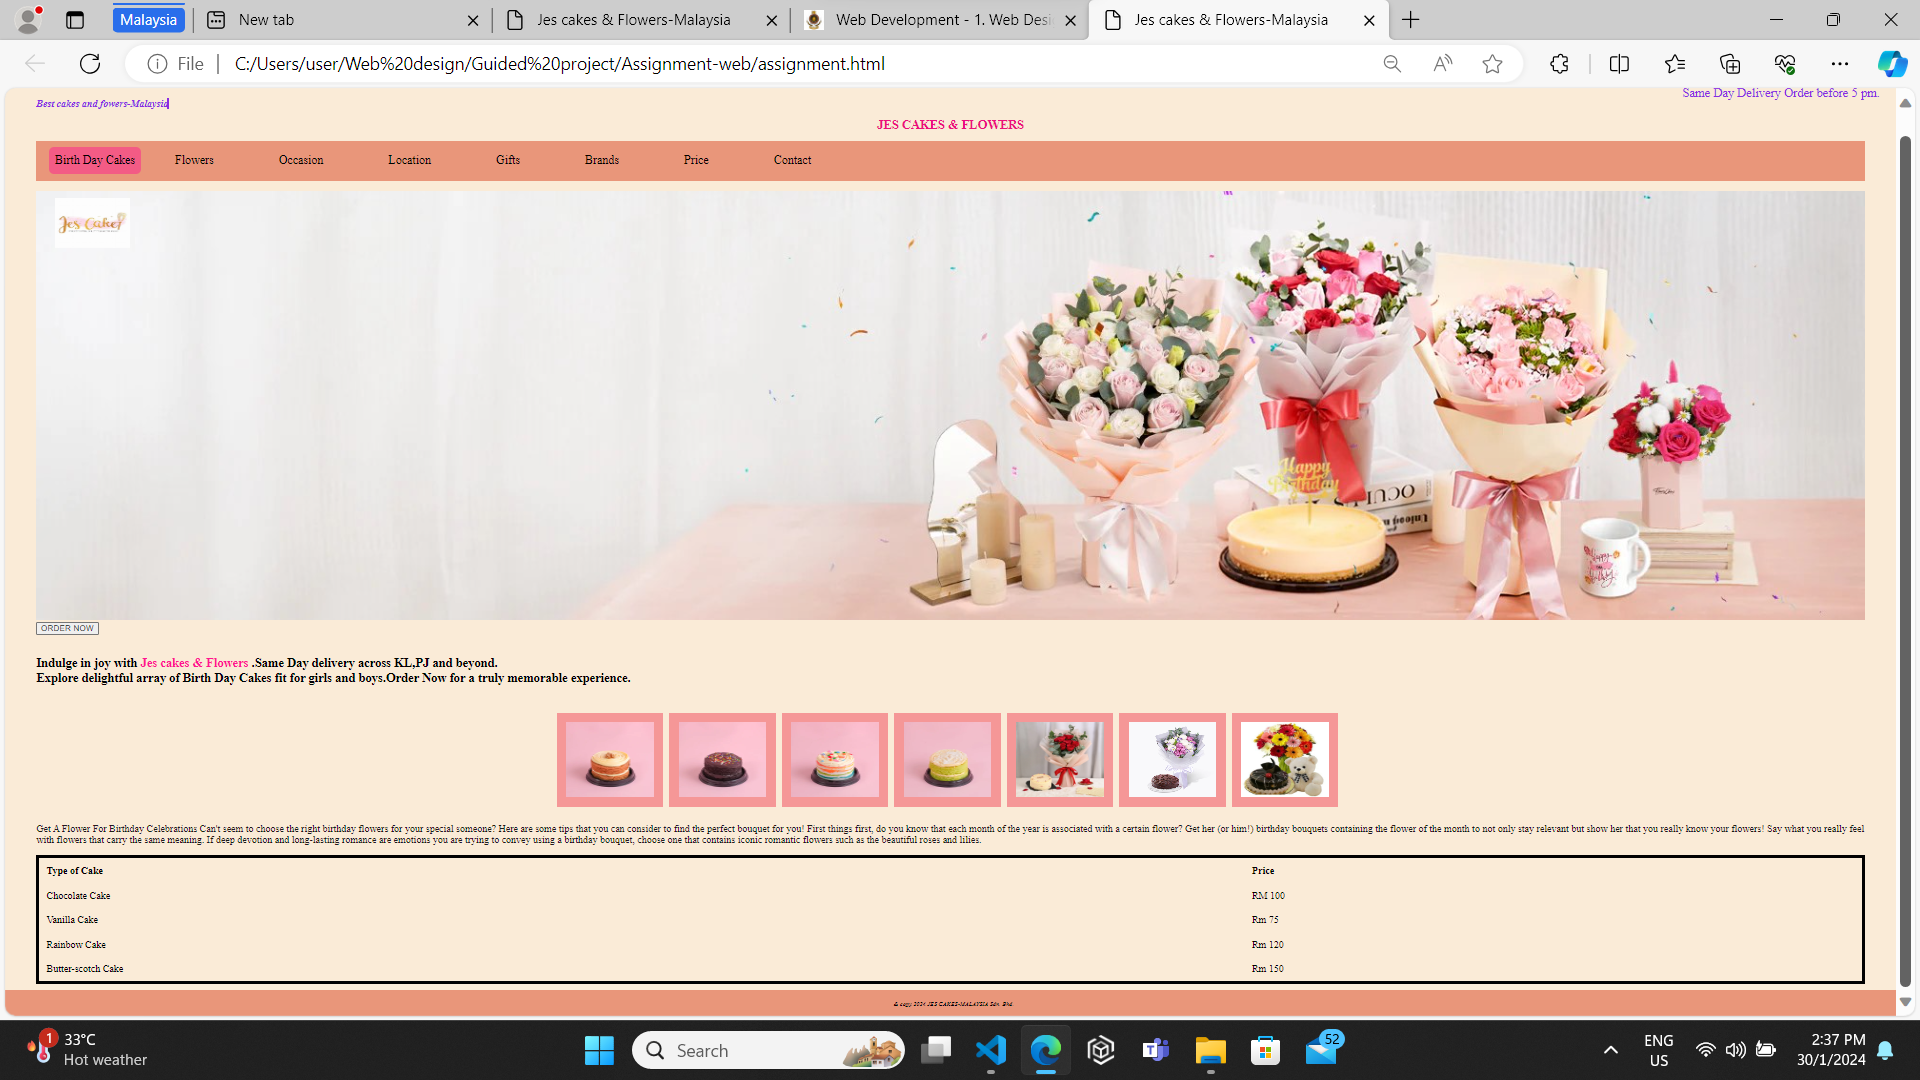 Malaysia
New tab
Jes cakes & Flowers-Malaysia
Web Development - 1. Web Desi
Jes cakes & Flowers-Malaysia
File
C:/Users/user/Web%20design/Guided%20project/Assignment-web/assignment.html
Best cakes and fowers-Malaysia
Same Day Delivery Order before 5 pm.
JES CAKES & FLOWERS
Birth Day Cakes Flowers Occasion Location Gifts Brands Price Contact
Jes Cakes
Happy
Birthday
ORDER NOW
Indulge in joy with Jes cakes & Flowers .Same Day delivery across KL,PJ and beyond.
Explore delightful array of Birth Day Cakes fit for girls and boys.Order Now for a truly memorable experience.
Get A Flower For Birthday Celebrations Can't seem to choose the right birthday flowers for your special someone? Here are some tips that you can consider to find the perfect bouquet for you! First things first, do you know that each month of the year is associated with a certain flower? Get her (or him!) birthday bouquets containing the flower of the month to not only stay relevant but show her that you really know your flowers! Say what you really feel
with flowers that carry the same meaning. If deep devotion and long-lasting romance are emotions you are trying to convey using a birthday bouquet, choose one that contains iconic romantic flowers such as the beautiful roses and lilies.
Type of Cake Price
Chocolate Cake RM 100
Vanilla Cake Rm 75
Rainbow Cake Rm 120
Butter-scotch Cake Rm 150
& copy 2024 JES CAKES-MALAYSIA Sdn. Bhd.
1
33°C
Hot weather
Search
52
ENG
US
2:37 PM
30/1/2024